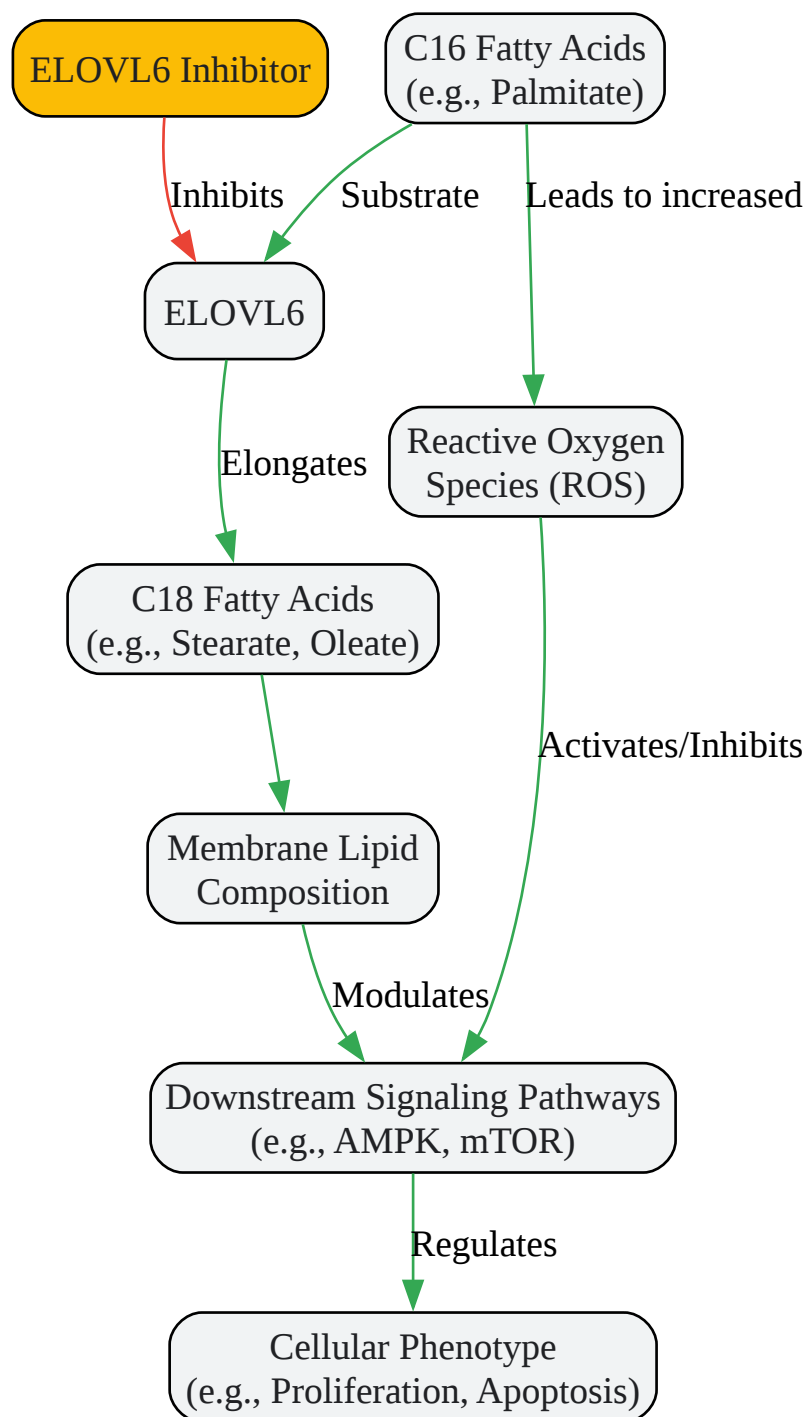 ELOVL6 Inhibitor
C16 Fatty Acids
(e.g., Palmitate)
Inhibits
Substrate
Leads to increased
ELOVL6
Elongates
Reactive Oxygen
Species (ROS)
C18 Fatty Acids
(e.g., Stearate, Oleate)
Activates/Inhibits
Membrane Lipid
Composition
Modulates
Downstream Signaling Pathways
(e.g., AMPK, mTOR)
Regulates
Cellular Phenotype
(e.g., Proliferation, Apoptosis)